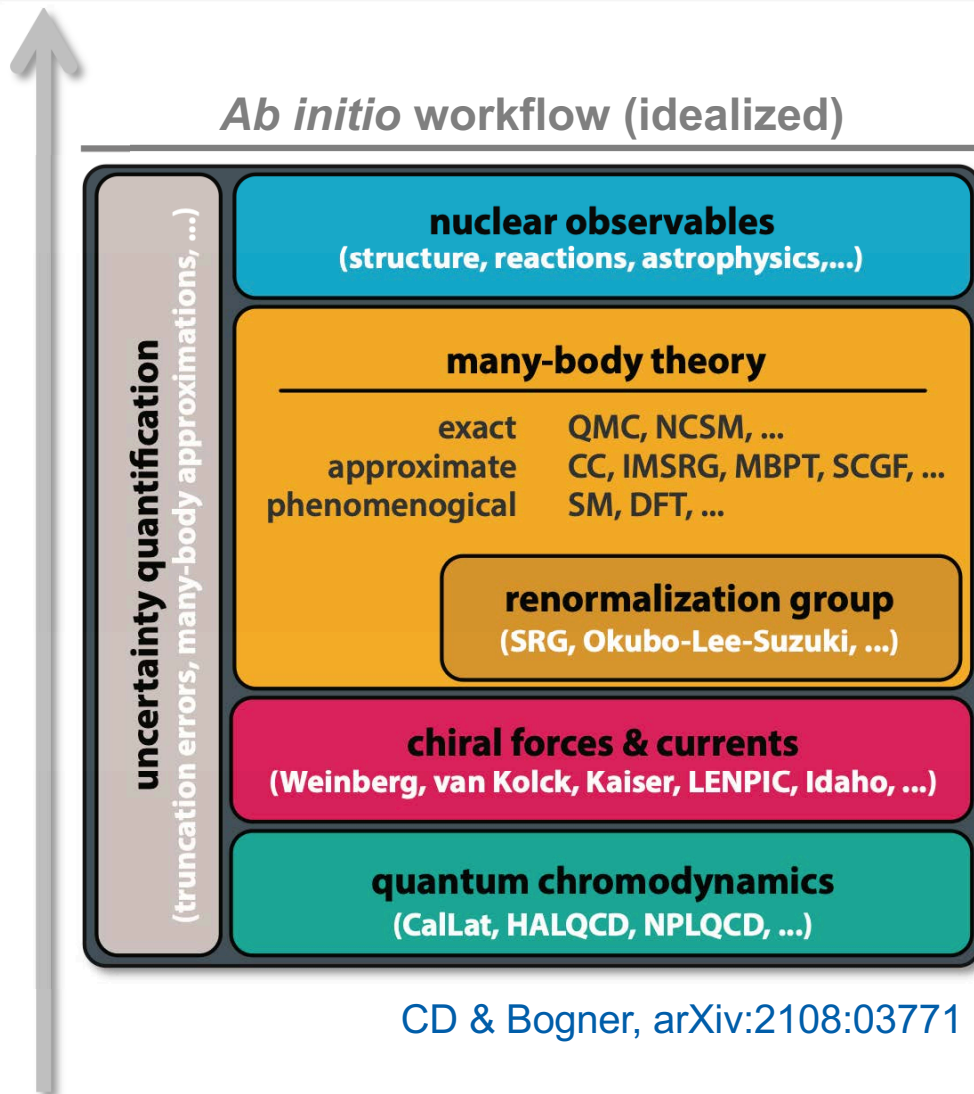 Ab initio workflow (idealized)
uncertainty quantification
(truncation errors, many-body approximations, ...)
nuclear observables
(structure, reactions, astrophysics,...)
many-body theory
exact QMC, NCSM, ...
approximate CC, IMSRG, MBPT, SCGF, ...
phenomenogical SM, DFT, ...
renormalization group
(SRG, Okubo-Lee-Suzuki, ...)
chiral forces & currents
(Weinberg, van Kolck, Kaiser, LENPIC, Idaho, ...)
quantum chromodynamics
(CalLat, HALQCD, NPLQCD, ...)
CD & Bogner, arXiv:2108:03771